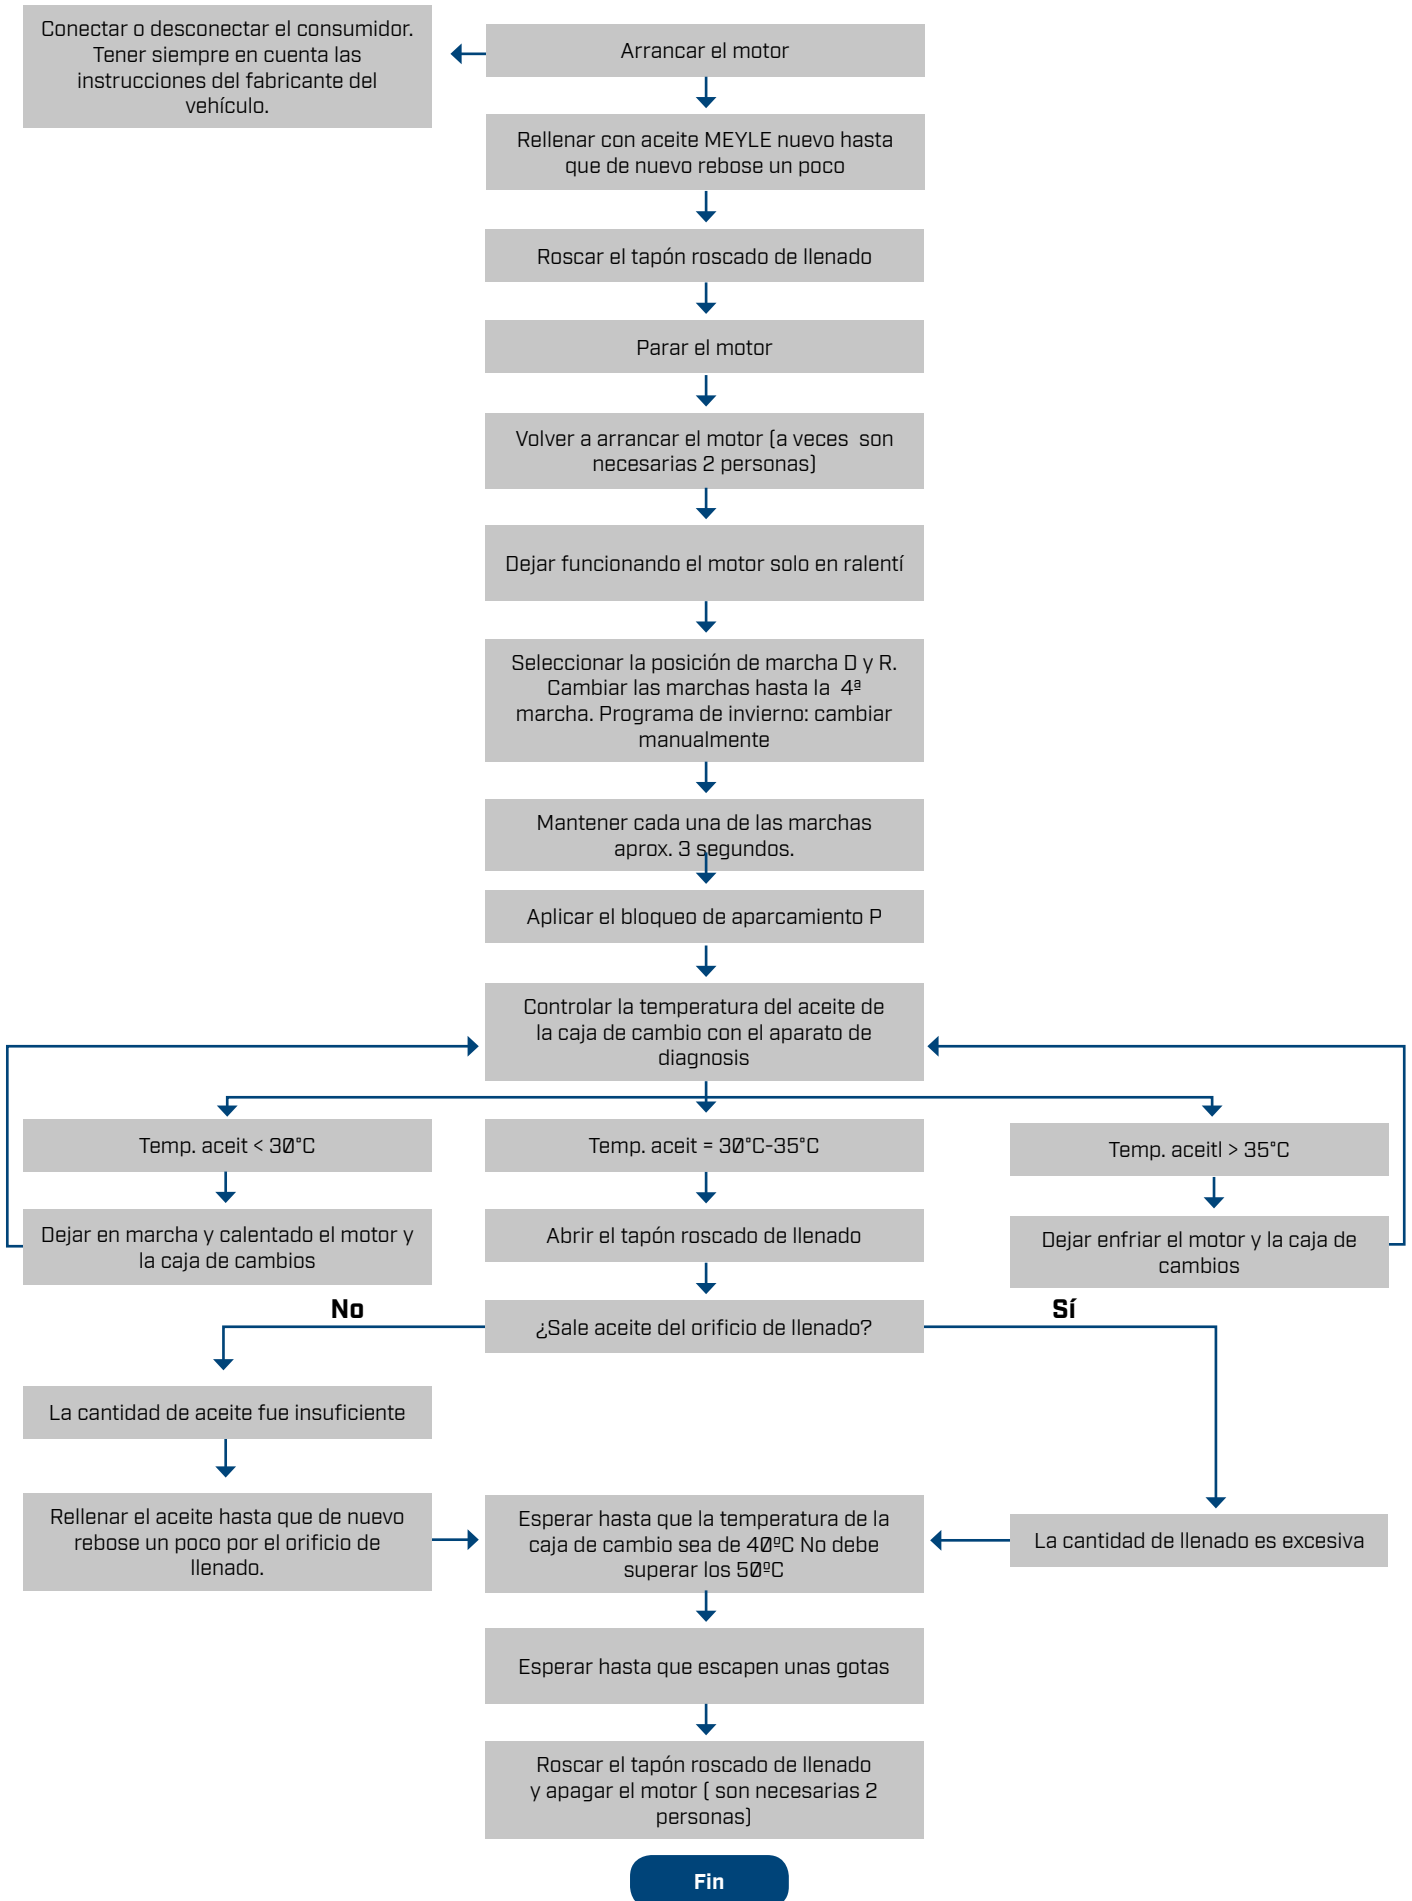 Conectar o desconectar el consumidor.
Tener siempre en cuenta las
instrucciones del fabricante del
vehículo.
Arrancar el motor
Rellenar con aceite MEYLE nuevo hasta
que de nuevo rebose un poco
Roscar el tapón roscado de llenado
Parar el motor
Volver a arrancar el motor (a veces son
necesarias 2 personas)
Dejar funcionando el motor solo en ralentí
Seleccionar la posición de marcha D y R.
Cambiar las marchas hasta la 4ª
marcha. Programa de invierno: cambiar
manualmente
Mantener cada una de las marchas
aprox. 3 segundos.
Aplicar el bloqueo de aparcamiento P
Controlar la temperatura del aceite de
la caja de cambio con el aparato de
diagnosis
Temp. aceit < 30°C
Temp. aceit = 30°C-35°C
Temp. aceitl > 35°C
Dejar en marcha y calentado el motor y
la caja de cambios
Abrir el tapón roscado de llenado
Dejar enfriar el motor y la caja de
cambios
No
¿Sale aceite del orificio de llenado?
Sí
La cantidad de aceite fue insuficiente
Rellenar el aceite hasta que de nuevo
rebose un poco por el orificio de
llenado.
Esperar hasta que la temperatura de la
caja de cambio sea de 40ºC No debe
superar los 50ºC
La cantidad de llenado es excesiva
Esperar hasta que escapen unas gotas
Roscar el tapón roscado de llenado
y apagar el motor ( son necesarias 2
personas)
Fin